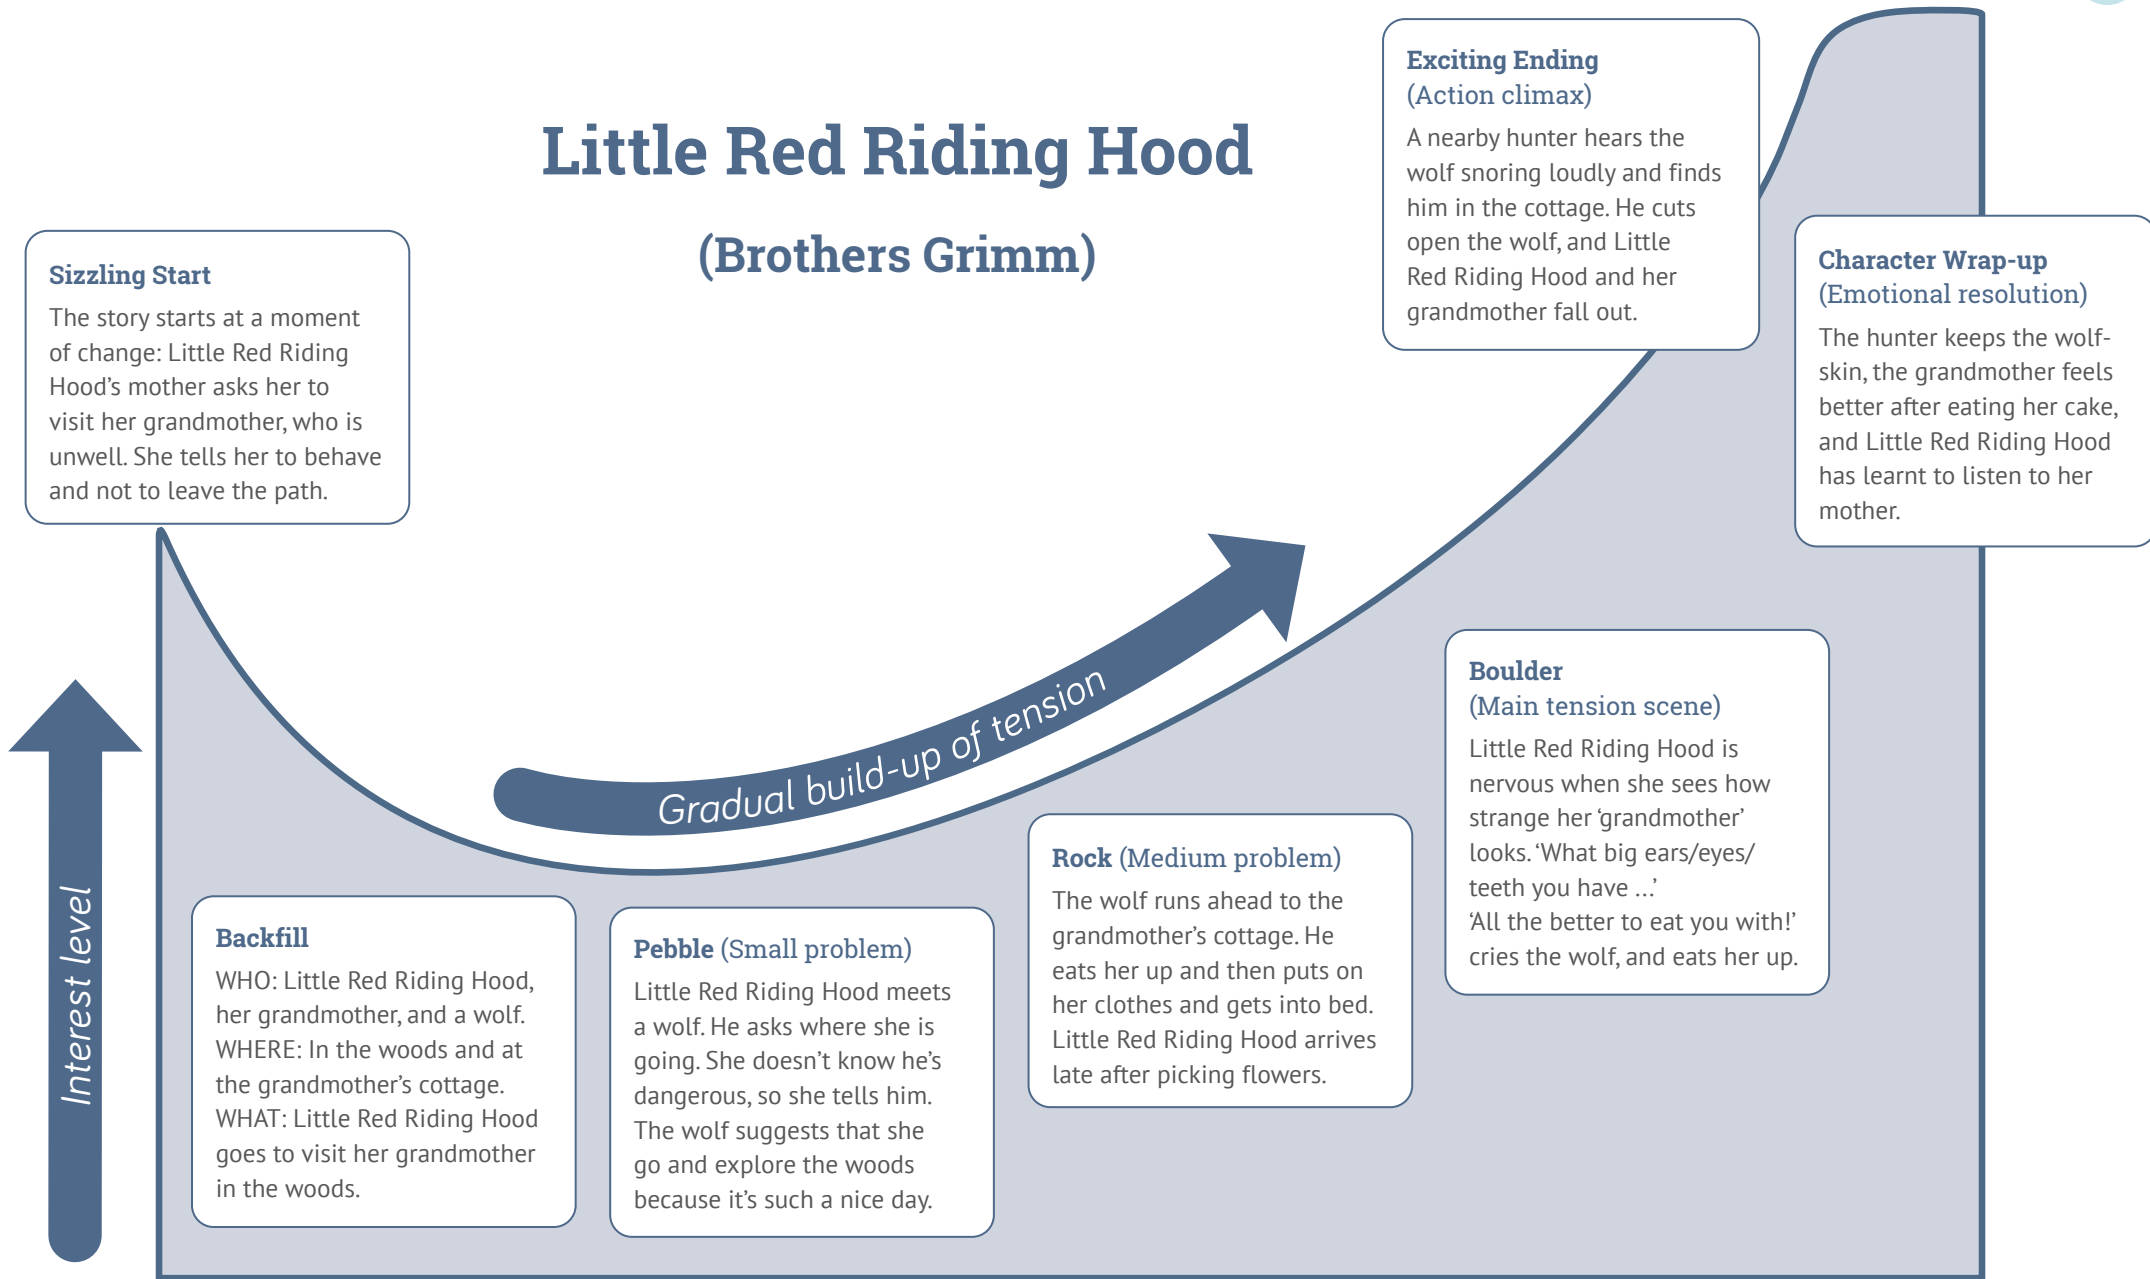 Little Red Riding Hood
(Brothers Grimm)
Sizzling Start
The story starts at a moment
of change: Little Red Riding
Hood’s mother asks her to
visit her grandmother, who is
unwell. She tells her to behave
and not to leave the path.
Interest level
Backfill
WHO: Little Red Riding Hood,
her grandmother, and a wolf.
WHERE: In the woods and at
the grandmother’s cottage.
WHAT: Little Red Riding Hood
goes to visit her grandmother
in the woods.
Gradual build-up of tension
Pebble (Small problem)
Little Red Riding Hood meets
a wolf. He asks where she is
going. She doesn’t know he’s
dangerous, so she tells him.
The wolf suggests that she
go and explore the woods
because it’s such a nice day.
Rock (Medium problem)
The wolf runs ahead to the
grandmother’s cottage. He
eats her up and then puts on
her clothes and gets into bed.
Little Red Riding Hood arrives
late after picking flowers.
Boulder
(Main tension scene)
Little Red Riding Hood is
nervous when she sees how
strange her ‘grandmother’
looks. ‘What big ears/eyes/
teeth you have ...’
‘All the better to eat you with!’
cries the wolf, and eats her up.
Exciting Ending
(Action climax)
A nearby hunter hears the
wolf snoring loudly and finds
him in the cottage. He cuts
open the wolf, and Little
Red Riding Hood and her
grandmother fall out.
Character Wrap-up
(Emotional resolution)
The hunter keeps the wolf-
skin, the grandmother feels
better after eating her cake,
and Little Red Riding Hood
has learnt to listen to her
mother.